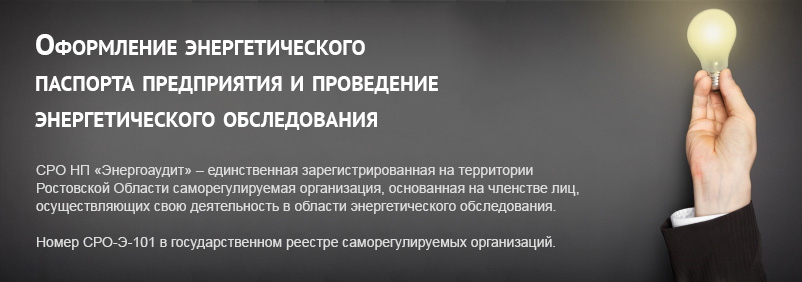 Оформление энергетического
паспорта предприятия и проведение
энергетического обследования
СРО НП «Энергоаудит» – единственная зарегистрированная на территории
Ростовской Области саморегулируемая организация, основанная на членстве лиц,
осуществляющих свою деятельность в области энергетического обследования.
Номер СРО-Э-101 в государственном реестре саморегулируемых организаций.